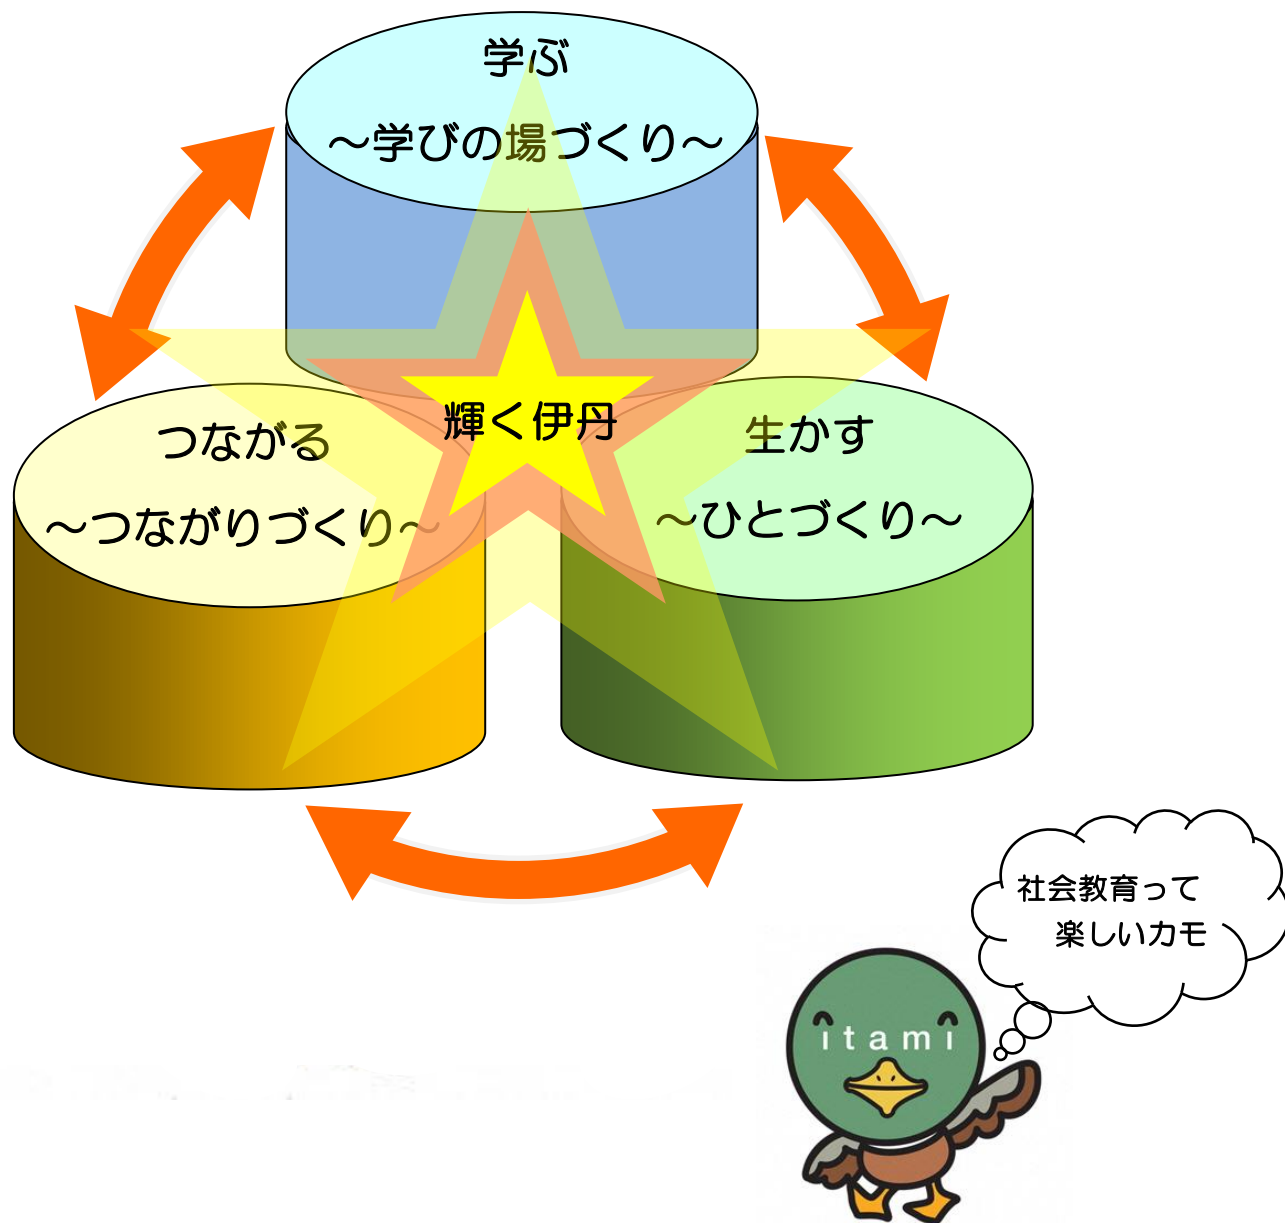 学ぶ
～学びの場づくり～
輝く伊丹
つながる
～つながりづくり～
生かす
～ひとづくり～
社会教育って
楽しいカモ
itami